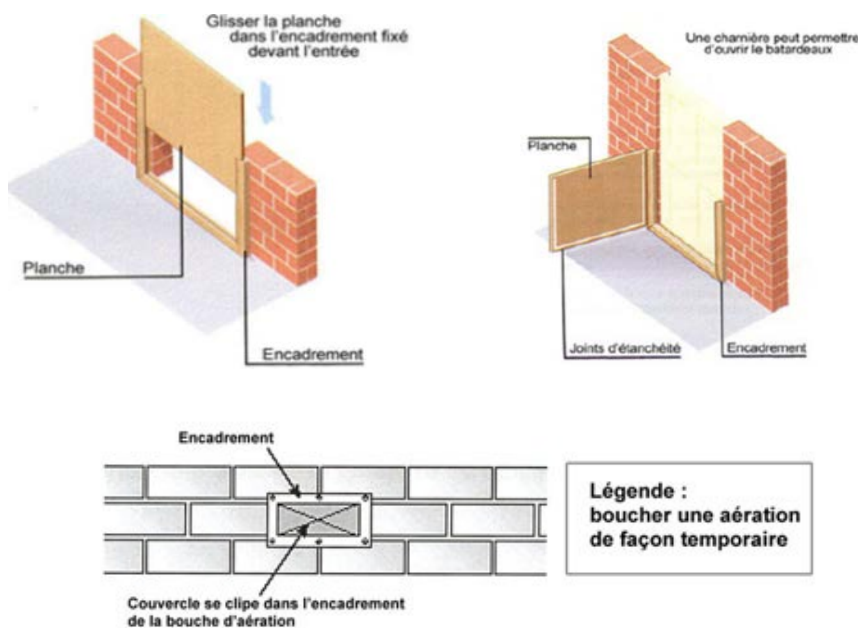 Glisser la planche
dans l'encadrement fixé
devant l'entrée
Planche
Encadrement
Une charnière peut permettre
d'ouvrir le batardeaux
Planche
Joints d'étanchéité
Encadrement
Encadrement
Couvercle se clipe dans l'encadrement
de la bouche d'aération
Légende :
boucher une aération
de façon temporaire